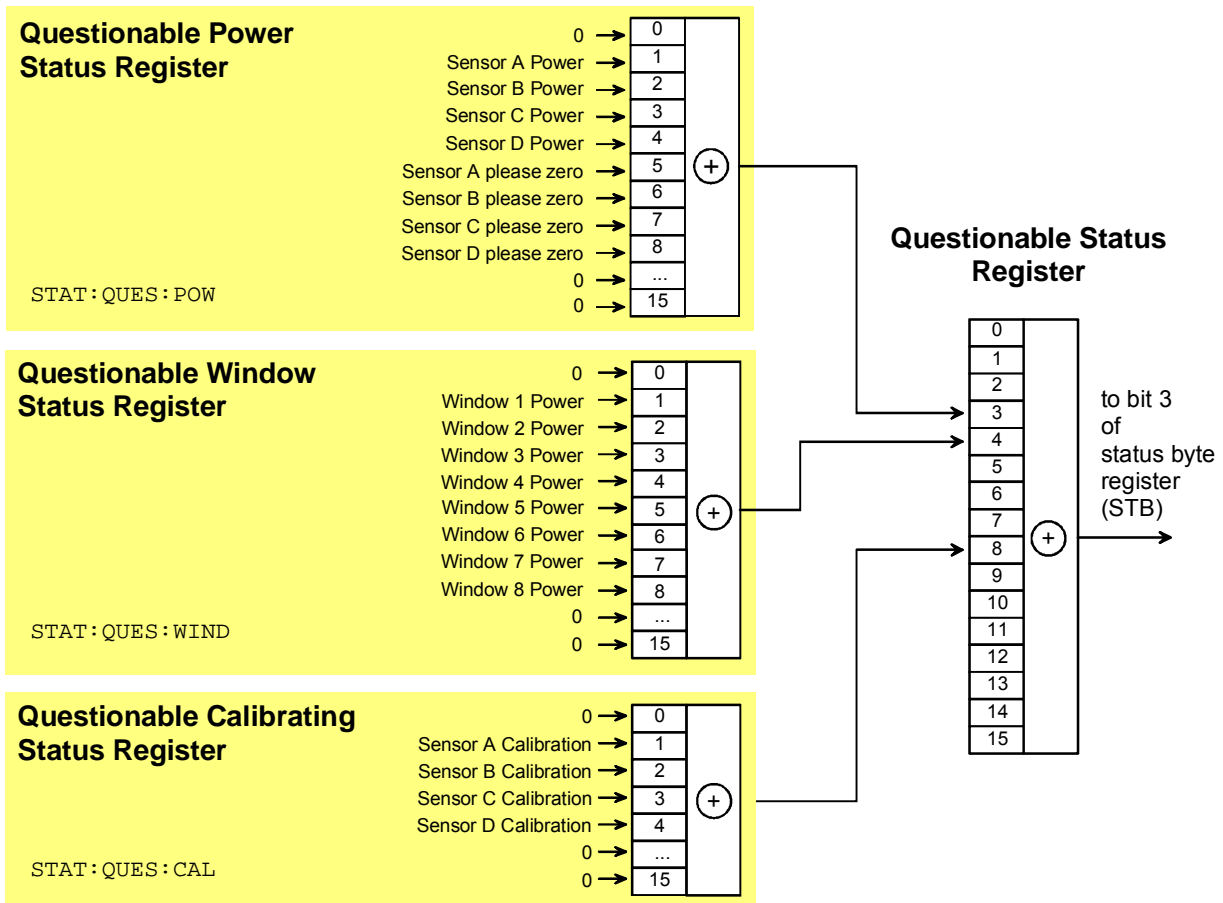 Questionable Power
Status Register
0 0
Sensor A Power 1
Sensor B Power 2
Sensor C Power 3
Sensor D Power 4
Sensor A please zero 5
Sensor B please zero 6
Sensor C please zero 7
Sensor D please zero 8
0 ...
0 15
+
STAT:QUES:POW
Questionable Window
Status Register
0 0
Window 1 Power 1
Window 2 Power 2
Window 3 Power 3
Window 4 Power 4
Window 5 Power 5
Window 6 Power 6
Window 7 Power 7
Window 8 Power 8
0 ...
0 15
+
STAT:QUES:WIND
Questionable Calibrating
Status Register
0 0
Sensor A Calibration 1
Sensor B Calibration 2
Sensor C Calibration 3
Sensor D Calibration 4
0 ...
0 15
+
STAT:QUES:CAL
Questionable Status
Register
0
1
2
3
4
5
6
7
8
9
10
11
12
13
14
15
+
to bit 3
of
status byte
register
(STB)